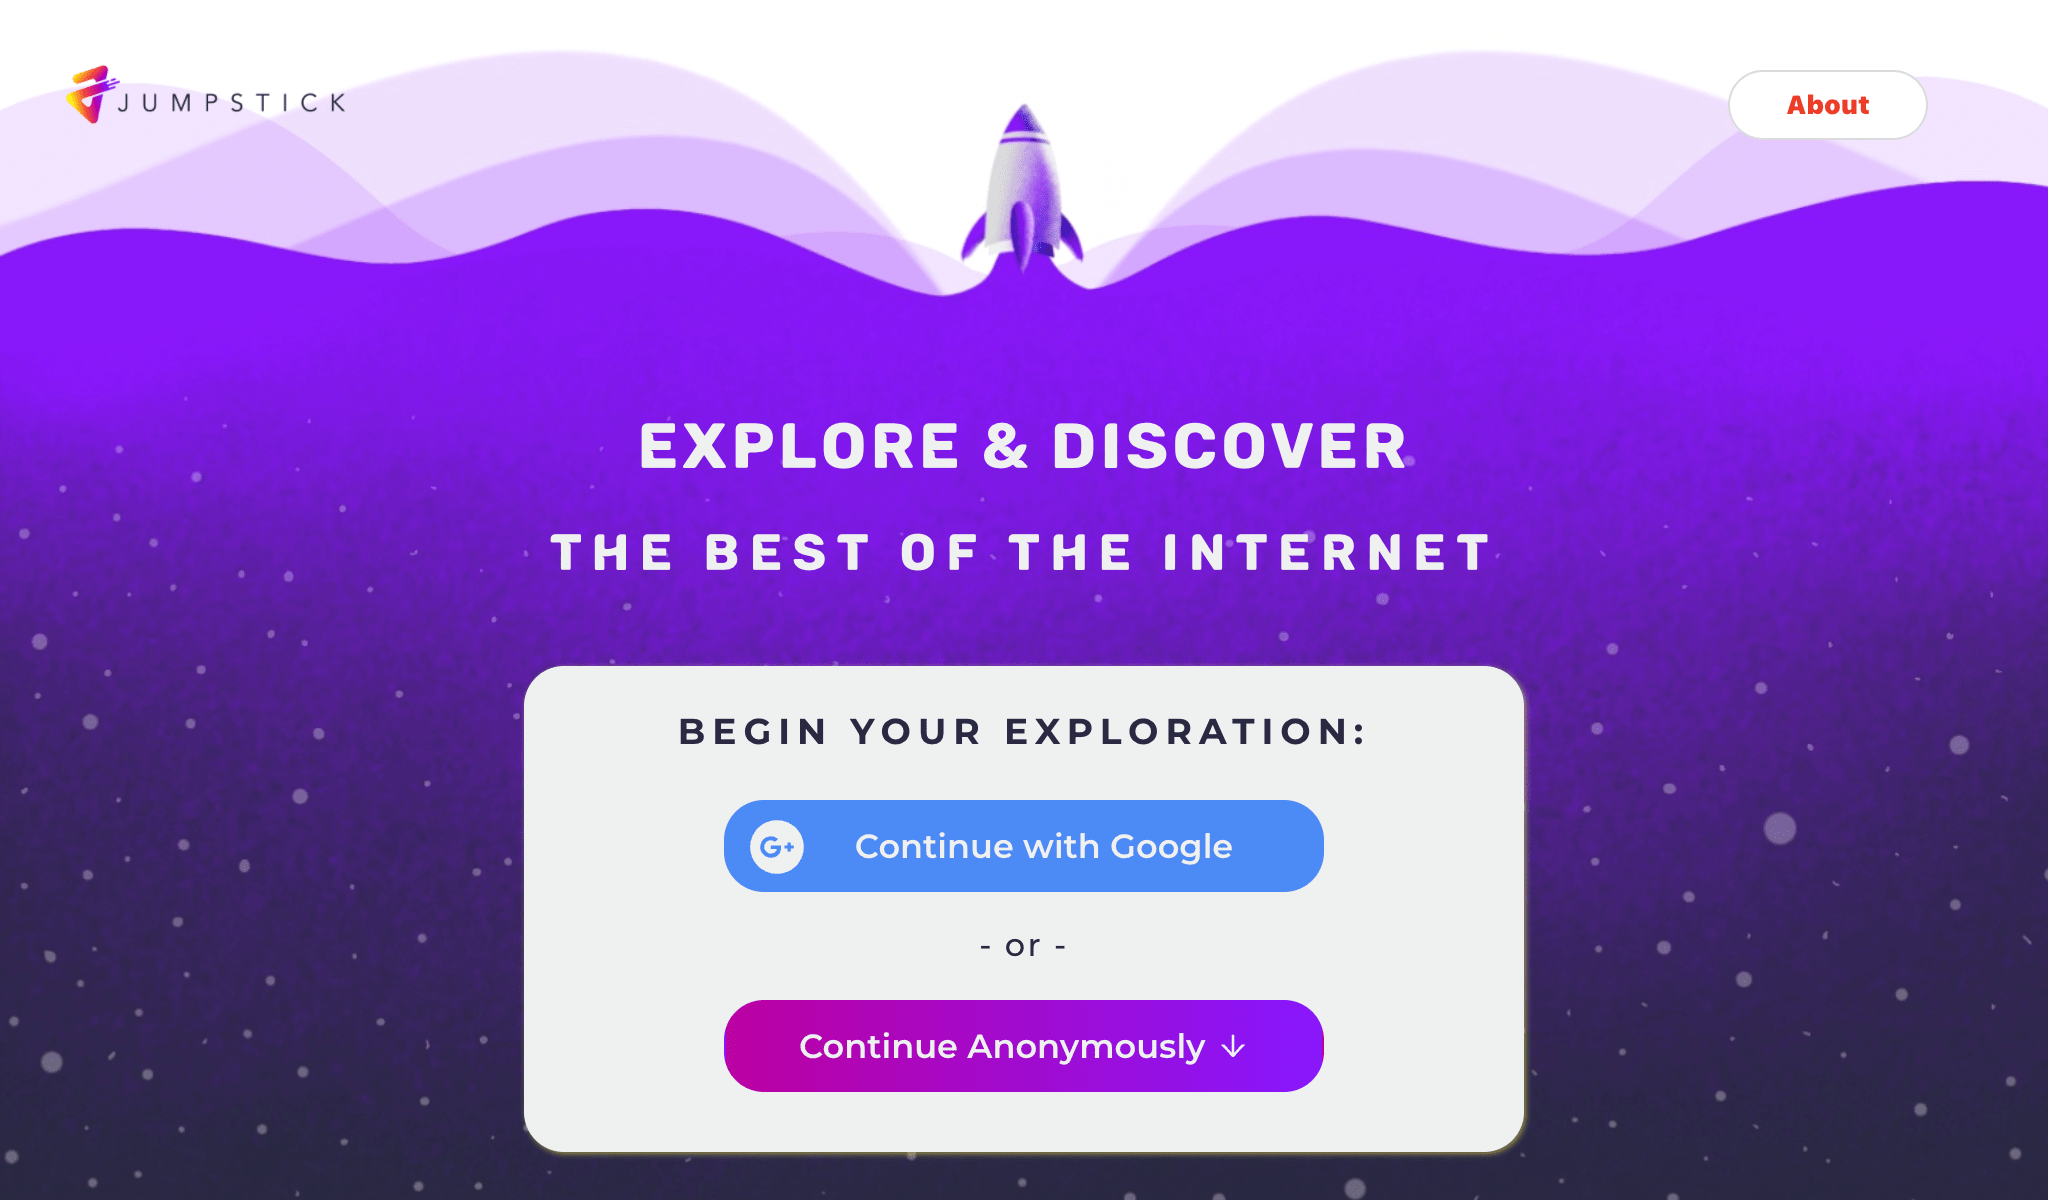 JUMPSTICK
About
EXPLORE & DISCOVER
THE BEST OF THE INTERNET
BEGIN YOUR EXPLORATION:
G+ Continue with Google
- or -
Continue Anonymously ↓